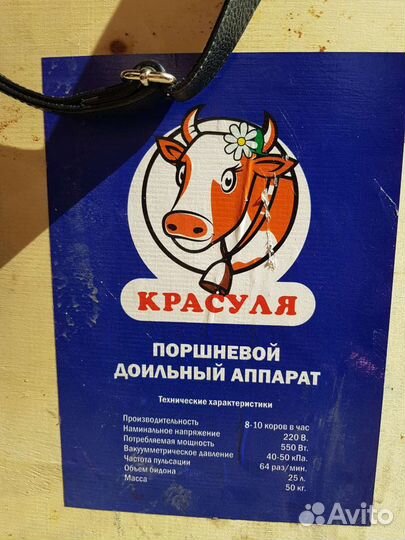 КРАСУЛЯ
ПОРШНЕВОЙ
ДОИЛЬНЫЙ АППАРАТ
Технические характеристики
Производительность 8-10 коров в час
Наминальное напряжение 220 В.
Потребляемая мощность 550 Вт.
Вакуумметрическое давление 40-50 кПа.
Частота пульсации 64 раз/мин.
Объем бидона 25 л.
Масса 50 кг.
Avito